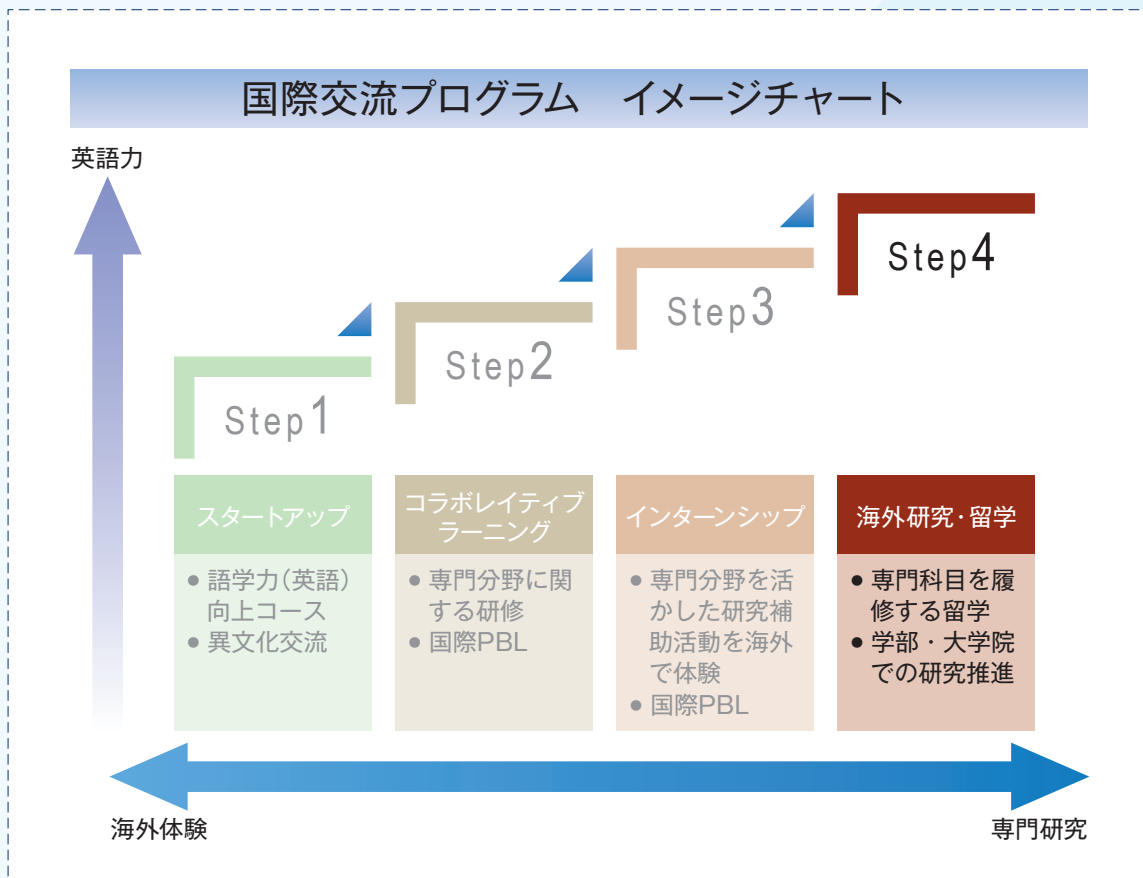 国際交流プログラム　イメージチャート
英語力
Step1
Step2
Step3
Step4
スタートアップ
● 語学力（英語）
向上コース
● 異文化交流
コラボレイティブ
ラーニング
● 専門分野に関
する研修
● 国際PBL
インターンシップ
● 専門分野を活
かした研究補
助活動を海外
で体験
● 国際PBL
海外研究・留学
● 専門科目を履
修する留学
● 学部・大学院
での研究推進
海外体験
専門研究